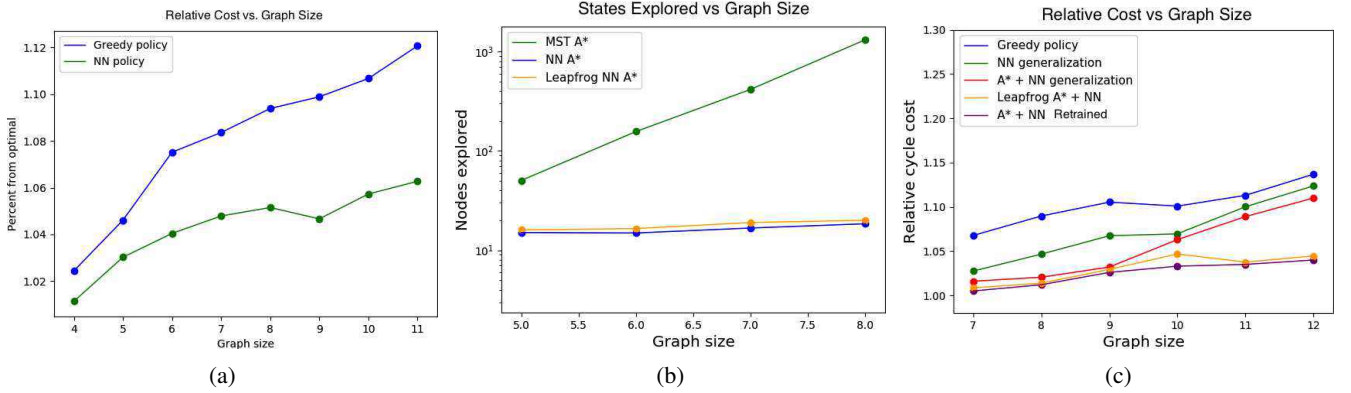 Relative Cost vs. Graph Size
Greedy policy
NN policy
Percent from optimal
1.12
1.10
1.08
1.06
1.04
1.02
4 5 6 7 8 9 10 11
Graph size
(a)
States Explored vs Graph Size
MST A*
NN A*
Leapfrog NN A*
Nodes explored
10³
10²
10¹
5.0 5.5 6.0 6.5 7.0 7.5 8.0
Graph size
(b)
Relative Cost vs Graph Size
Greedy policy
NN generalization
A* + NN generalization
Leapfrog A* + NN
A* + NN Retrained
Relative cycle cost
1.30
1.25
1.20
1.15
1.10
1.05
1.00
7 8 9 10 11 12
Graph size
(c)